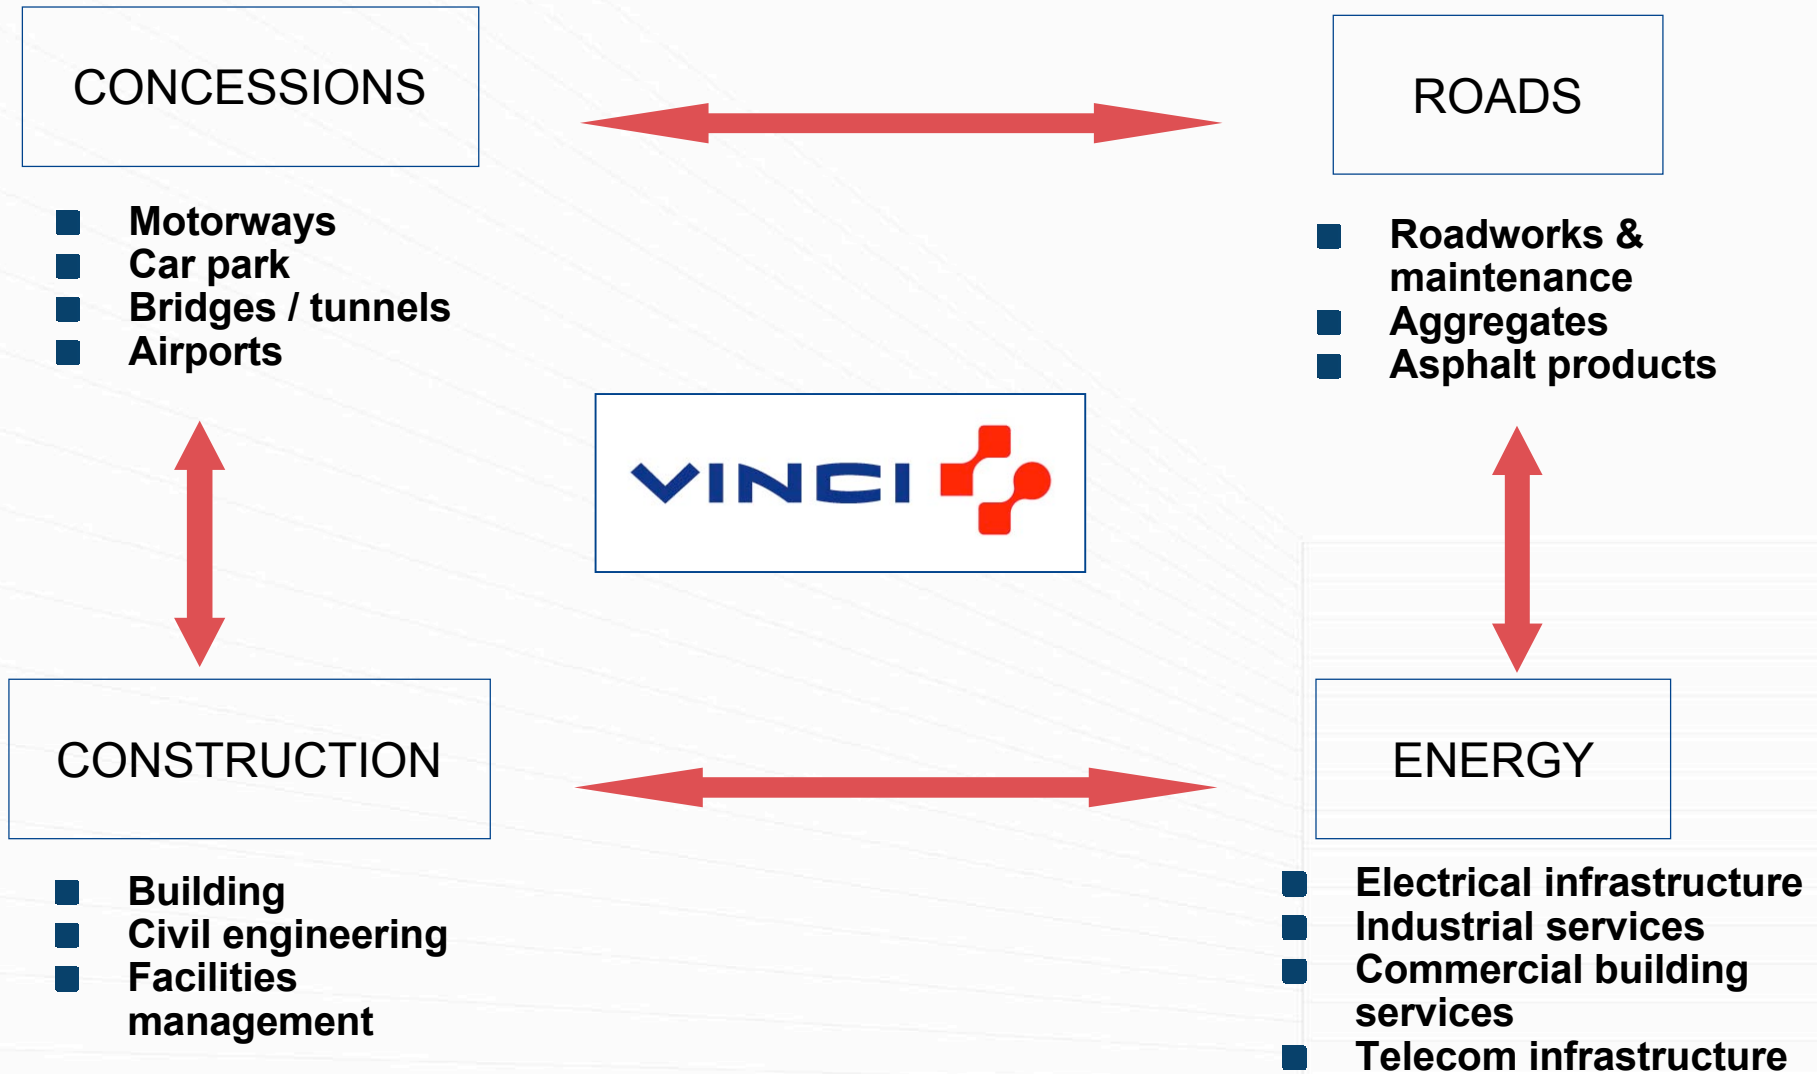 CONCESSIONS
Motorways
Car park
Bridges / tunnels
Airports
ROADS
Roadworks &
maintenance
Aggregates
Asphalt products
VINCI
CONSTRUCTION
Building
Civil engineering
Facilities
management
ENERGY
Electrical infrastructure
Industrial services
Commercial building
services
Telecom infrastructure